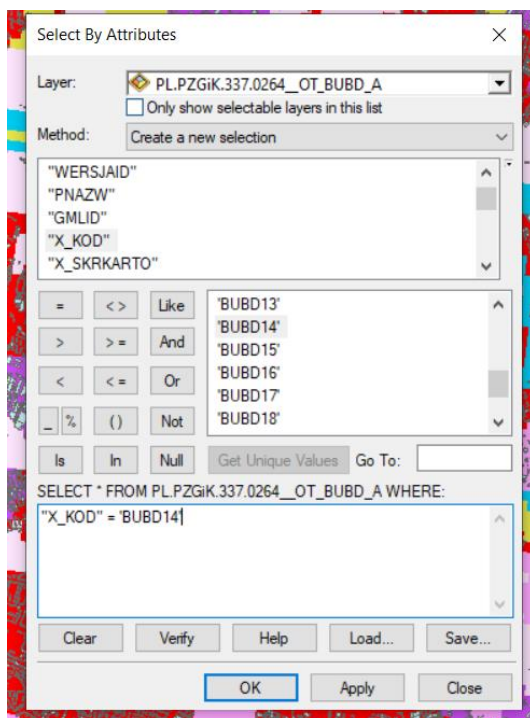 Select By Attributes
Layer: PL.PZGiK.337.0264__OT_BUBD_A
Only show selectable layers in this list
Method: Create a new selection
"WERSJAID"
"PNAZW"
"GMLID"
"X_KOD"
"X_SKRKARTO"
= <> Like
> >= And
< <= Or
_ % () Not
Is In Null
'BUBD13'
'BUBD14'
'BUBD15'
'BUBD16'
'BUBD17'
'BUBD18'
Get Unique Values Go To:
SELECT * FROM PL.PZGiK.337.0264__OT_BUBD_A WHERE:
"X_KOD" = 'BUBD14'
Clear Verify Help Load... Save...
OK Apply Close